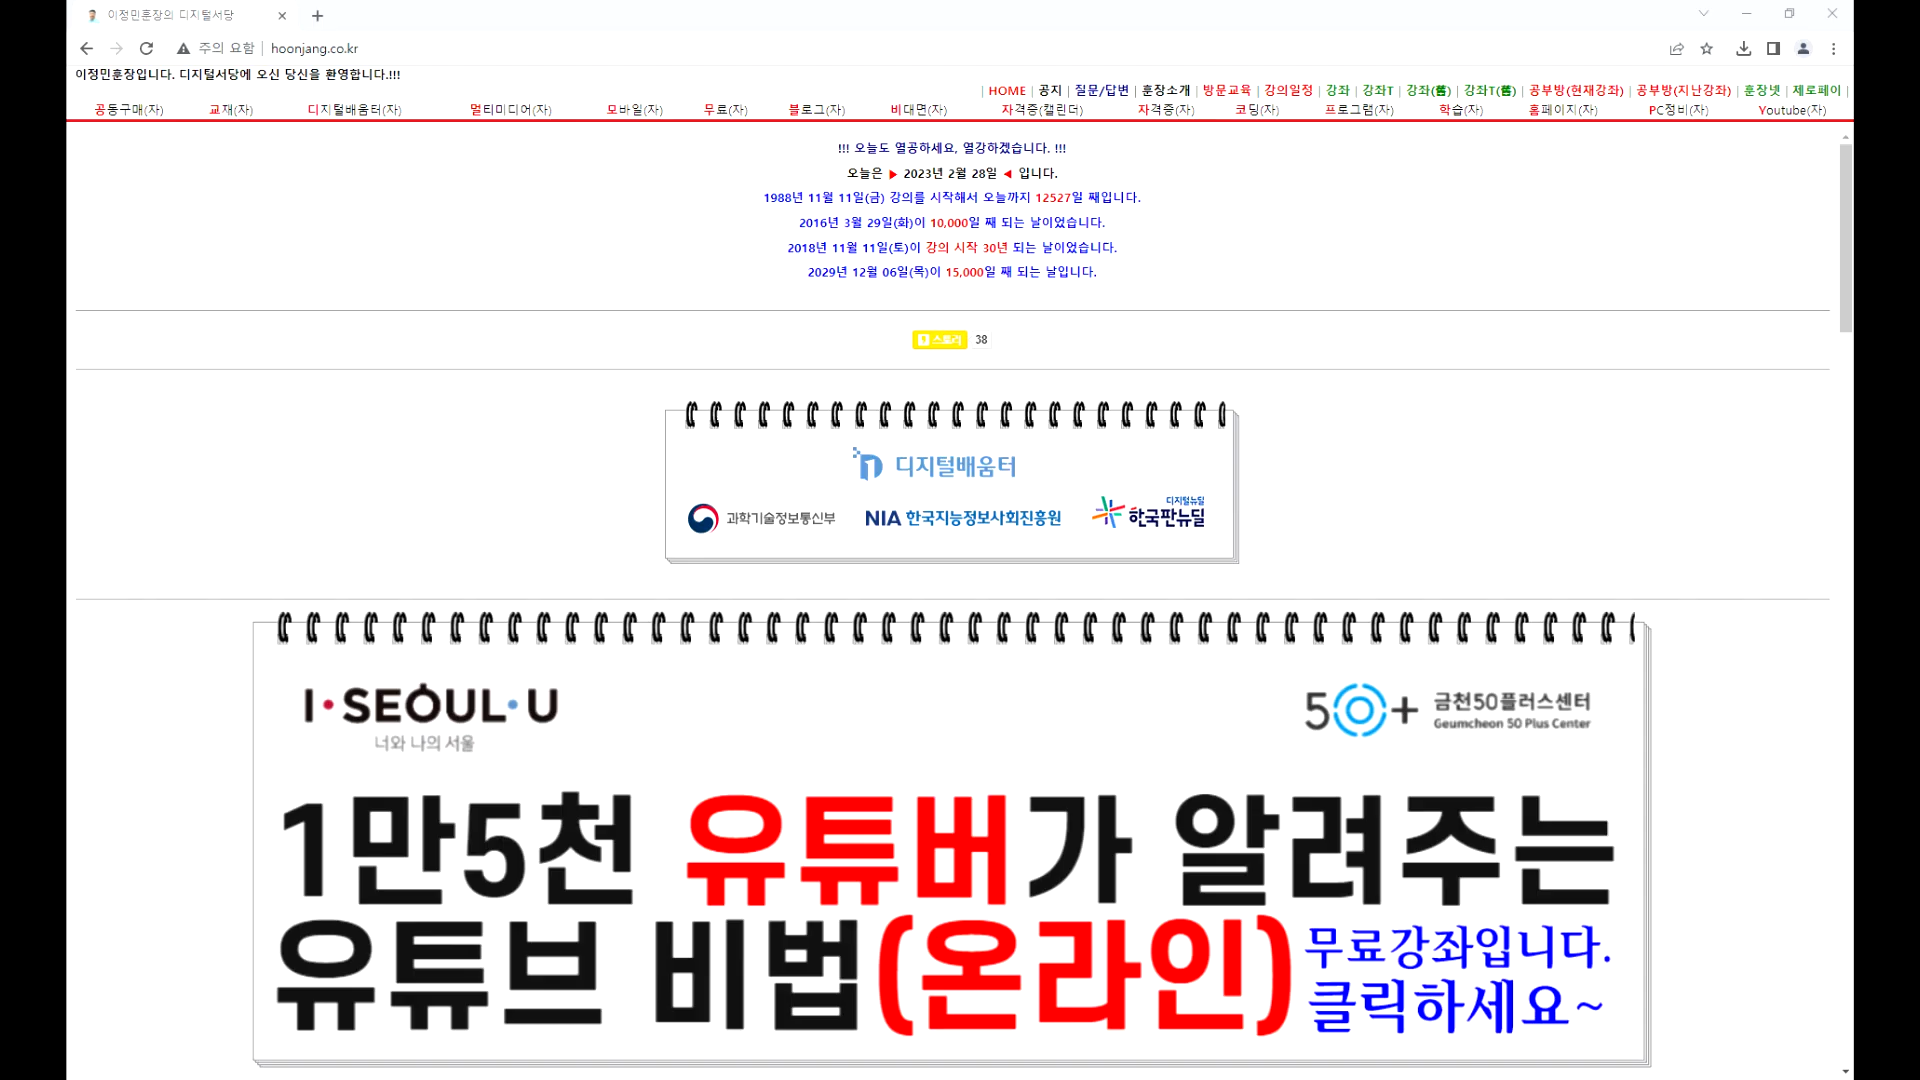 이정민훈장의 디지털서당
주의 요함 hoonjang.co.kr
이정민훈장입니다. 디지털서당에 오신 당신을 환영합니다.!!!
| HOME | 공지 | 질문/답변 | 훈장소개 | 방문교육 | 강의일정 | 강좌 | 강좌T | 강좌(舊) | 강좌T(舊) | 공부방(현재강좌) | 공부방(지난강좌) | 훈장넷 | 제로페이 |
공동구매(자) 교재(자) 디지털배움터(자) 멀티미디어(자) 모바일(자) 무료(자) 블로그(자) 비대면(자) 자격증(캘린더) 자격증(자) 코딩(자) 프로그램(자) 학습(자) 홈페이지(자) PC정비(자) Youtube(자)
!!! 오늘도 열공하세요, 열강하겠습니다. !!!
오늘은 ▶ 2023년 2월 28일 ◀ 입니다.
1988년 11월 11일(금) 강의를 시작해서 오늘까지 12527일 째입니다.
2016년 3월 29일(화)이 10,000일 째 되는 날이었습니다.
2018년 11월 11일(토)이 강의 시작 30년 되는 날이었습니다.
2029년 12월 06일(목)이 15,000일 째 되는 날입니다.
스토리 38
디지털배움터
과학기술정보통신부 NIA 한국지능정보사회진흥원 디지털뉴딜 한국판뉴딜
I·SEOUL·U
너와 나의 서울
50+ 금천50플러스센터
Geumcheon 50 Plus Center
1만5천 유튜버가 알려주는
유튜브 비법(온라인) 무료강좌입니다.
클릭하세요~